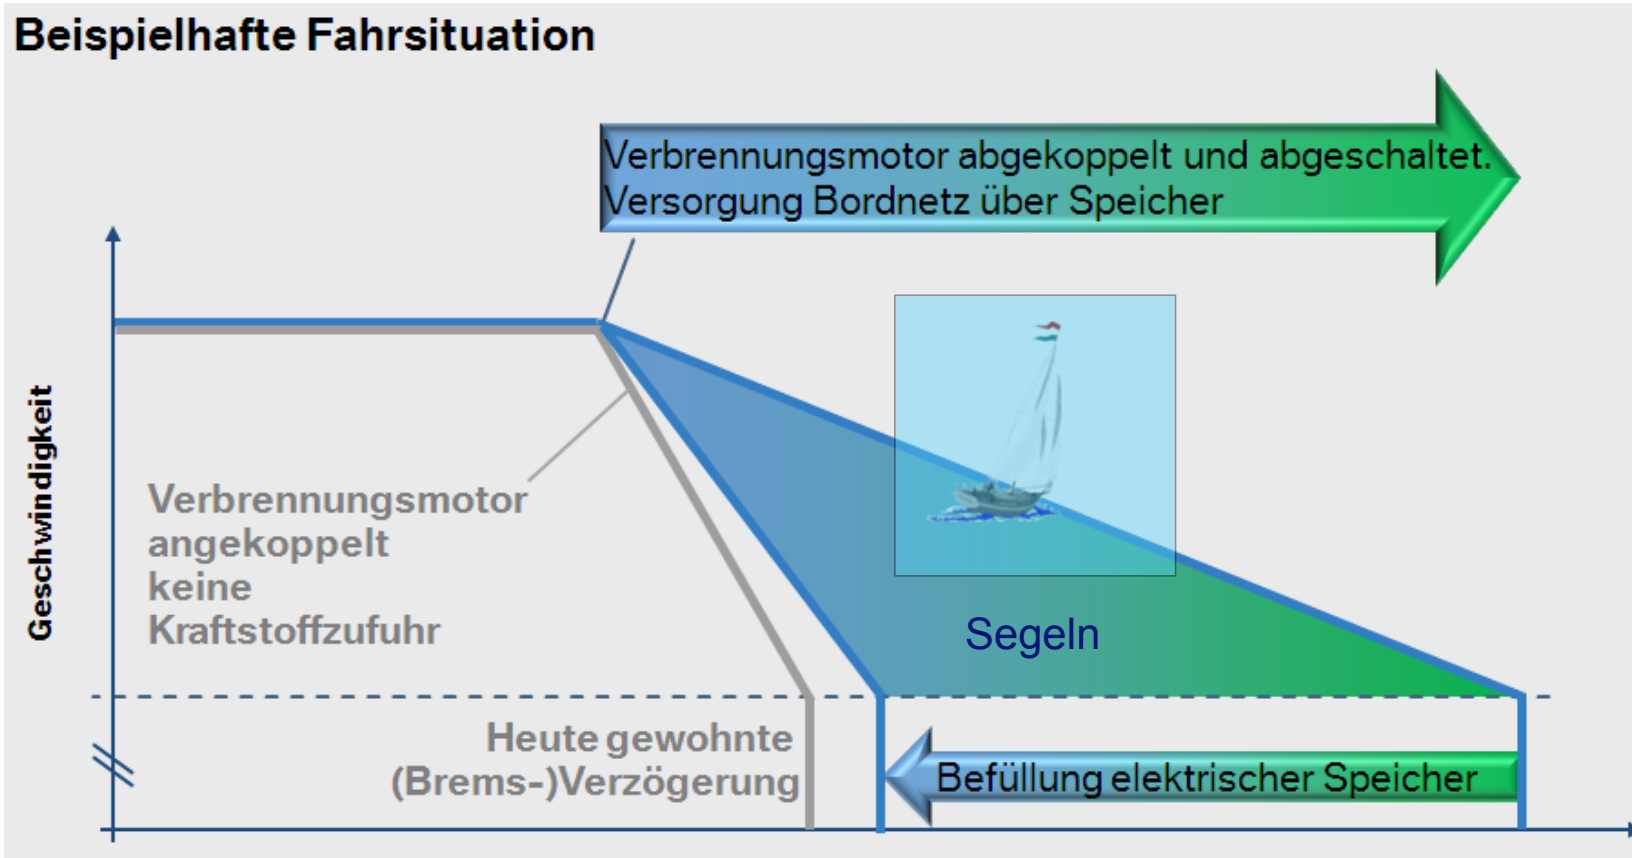 Beispielhafte Fahrsituation
Verbrennungsmotor abgekoppelt und abgeschaltet.
Versorgung Bordnetz über Speicher
Geschwindigkeit
Verbrennungsmotor
angekoppelt
keine
Kraftstoffzufuhr
Segeln
Heute gewohnte
(Brems-)Verzögerung
Befüllung elektrischer Speicher